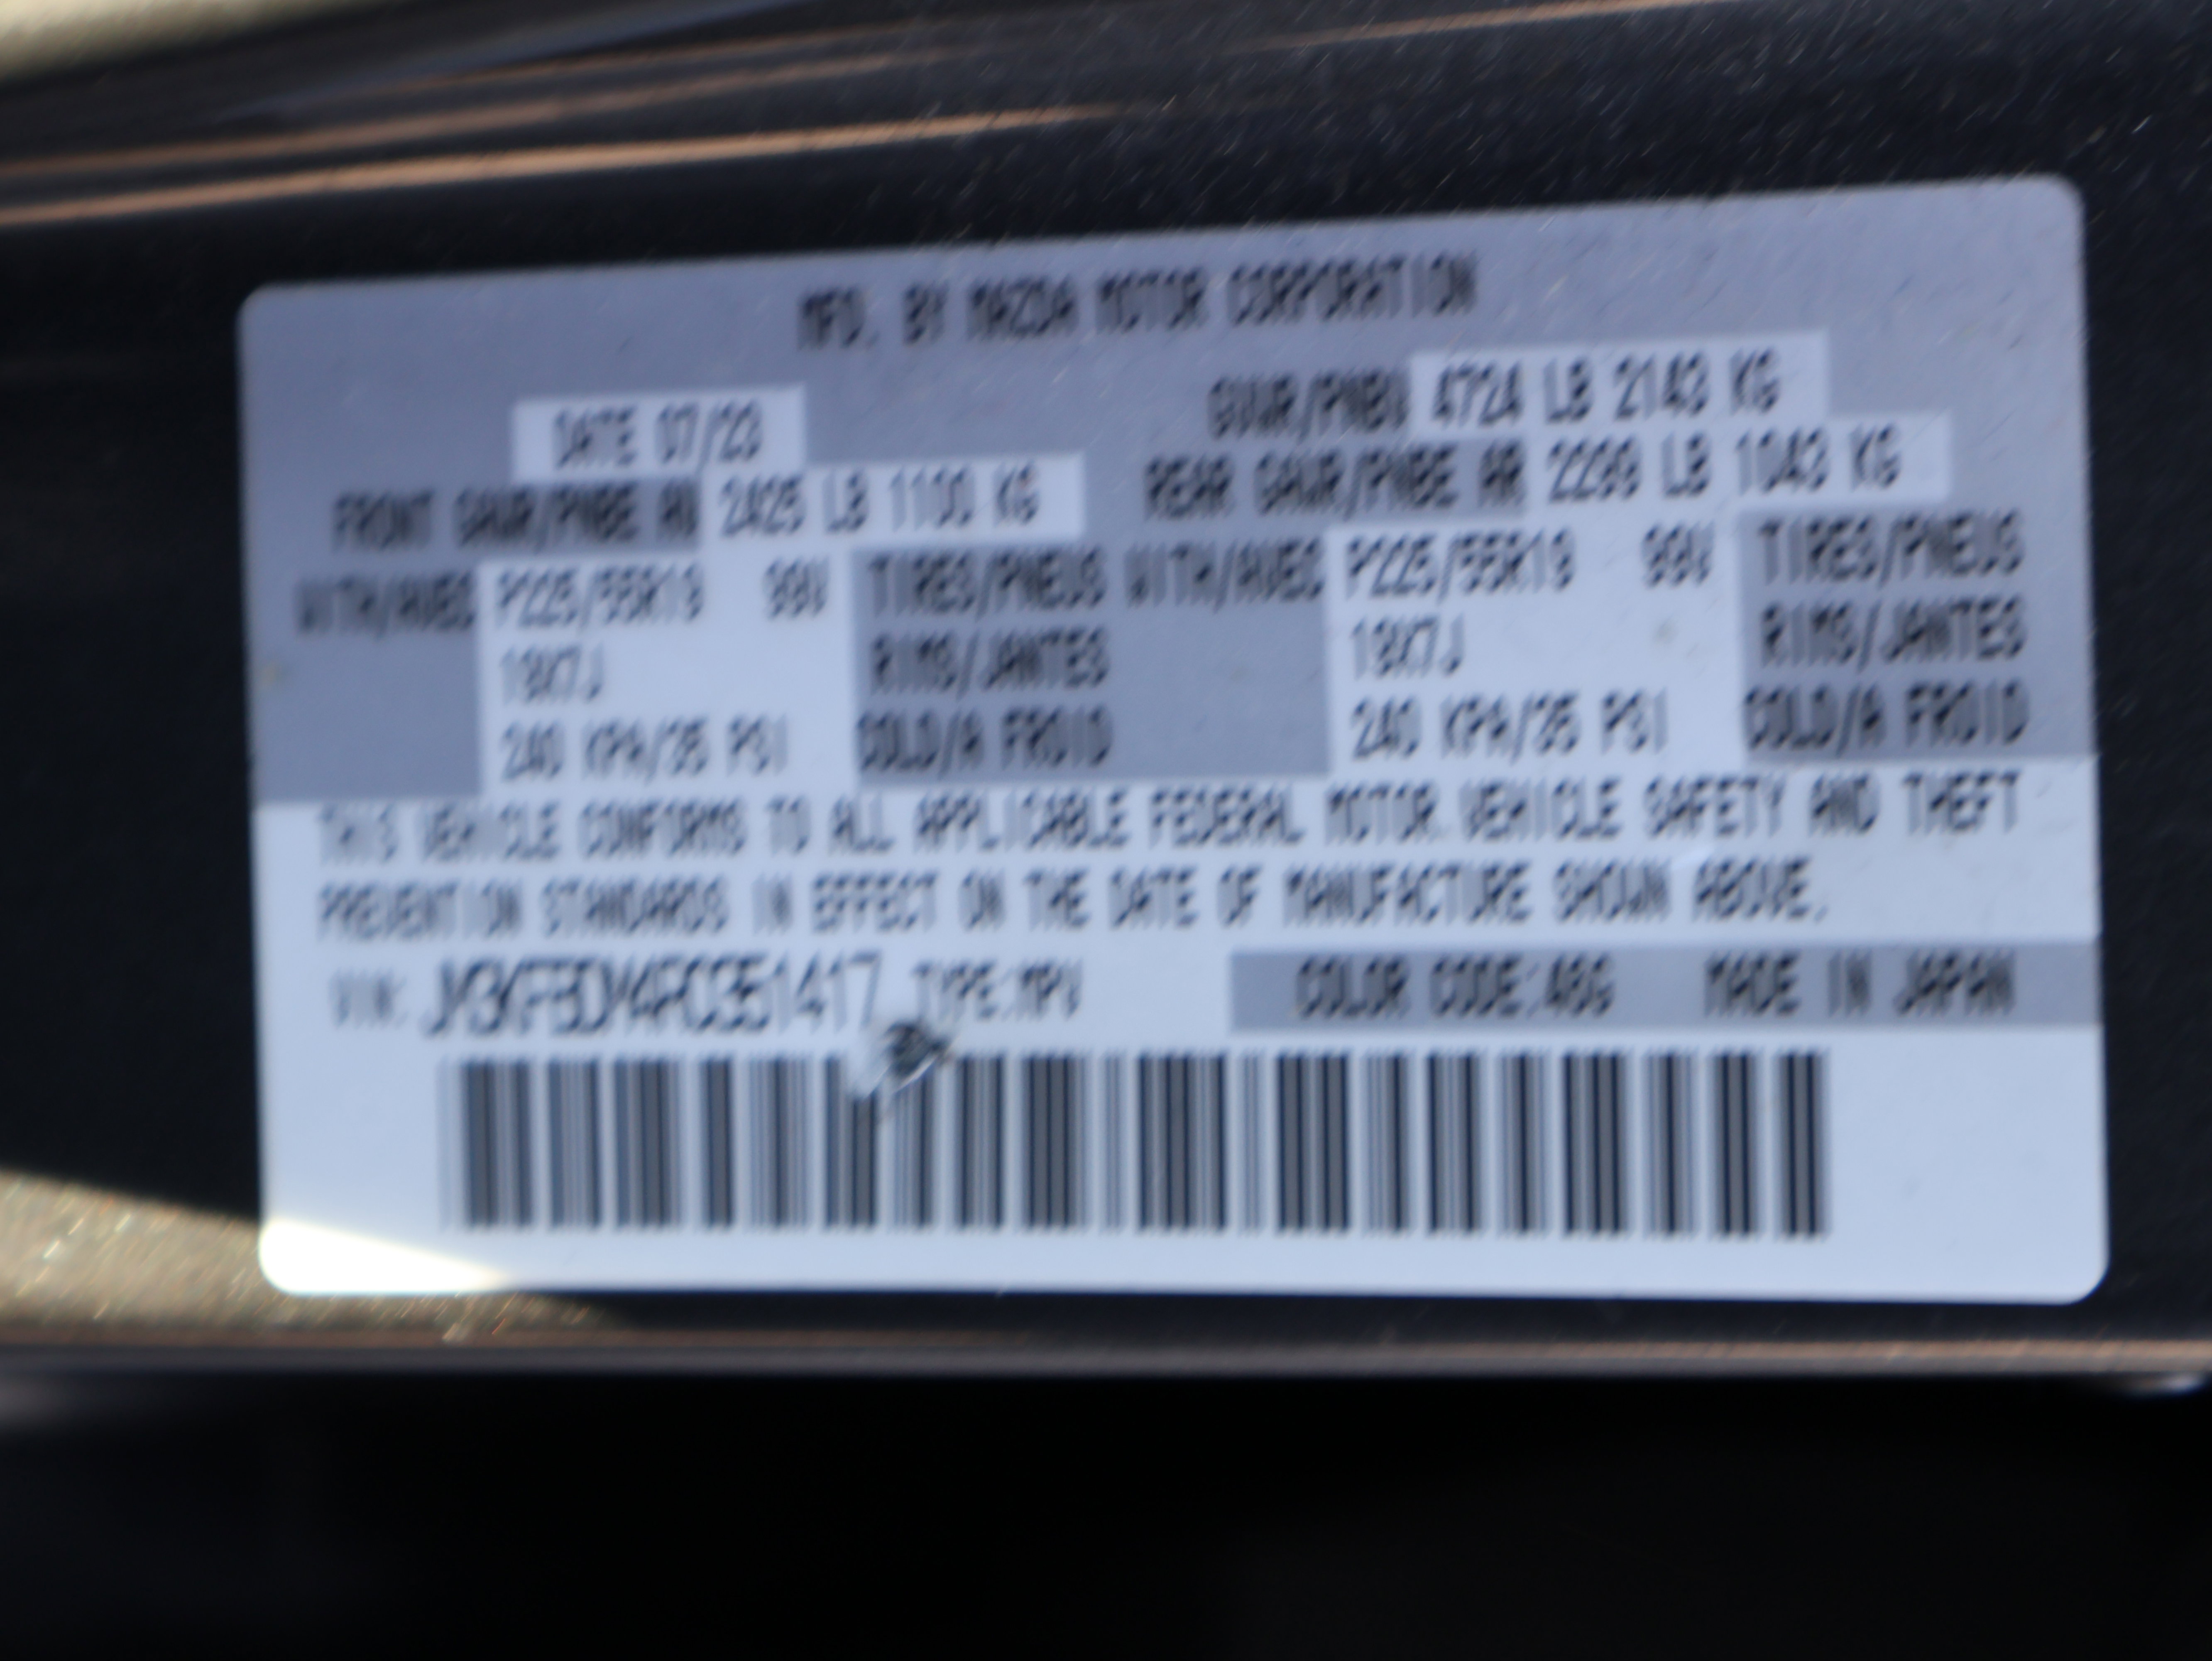 MFD. BY MAZDA MOTOR CORPORATION
DATE 07/23 GVWR/PNBV 4724 LB 2143 KG
FRONT GAWR/PNBE AV 2425 LB 1100 KG REAR GAWR/PNBE AR 2299 LB 1043 KG
WITH/AVEC P225/55R19 99V TIRES/PNEUS WITH/AVEC P225/55R19 99V TIRES/PNEUS
19X7J RIMS/JANTES 19X7J RIMS/JANTES
240 KPA/35 PSI COLD/A FROID 240 KPA/35 PSI COLD/A FROID
THIS VEHICLE CONFORMS TO ALL APPLICABLE FEDERAL MOTOR VEHICLE SAFETY AND THEFT
PREVENTION STANDARDS IN EFFECT ON THE DATE OF MANUFACTURE SHOWN ABOVE.
VIN: JM3KFBDM4R0351417 TYPE:MPV COLOR CODE:46G MADE IN JAPAN